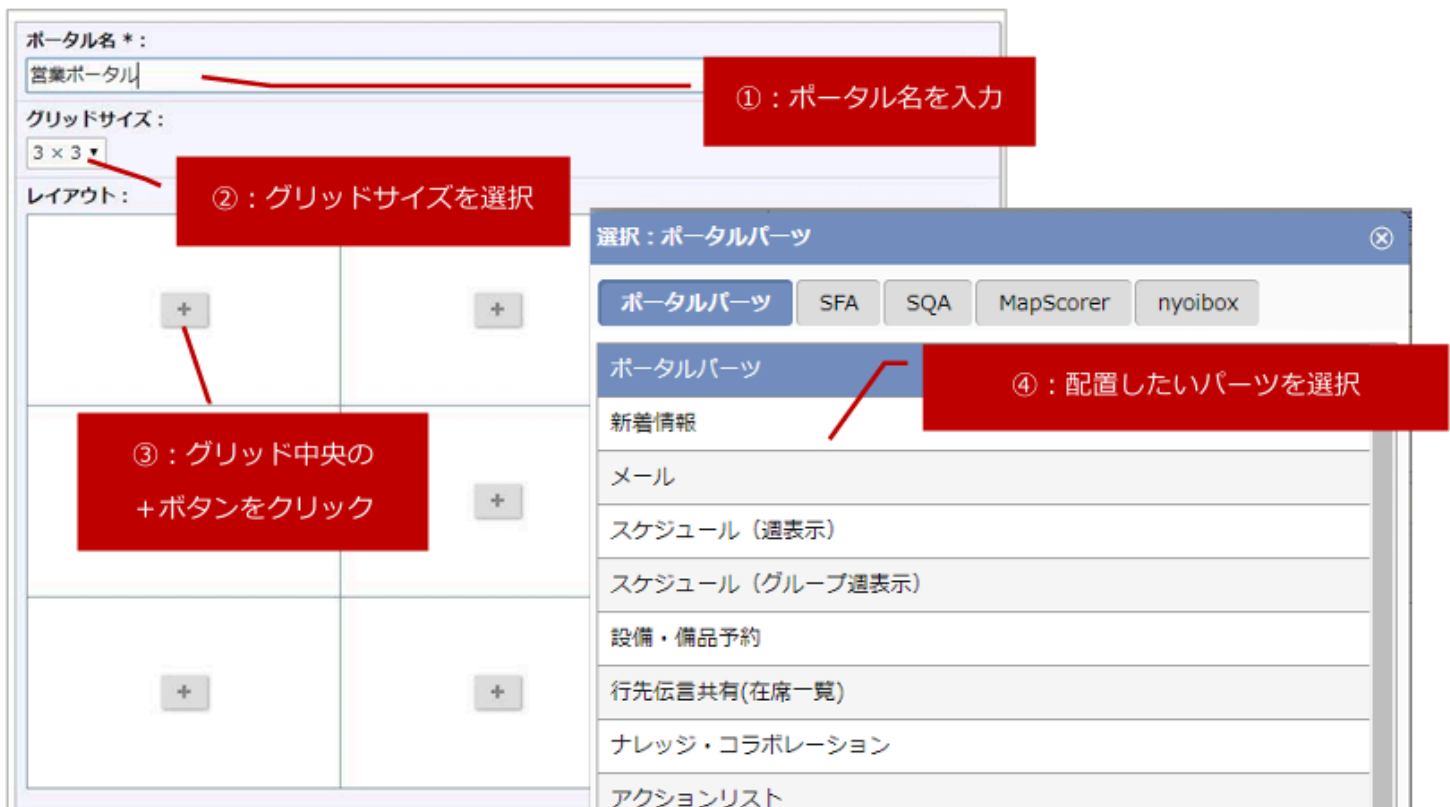 ポータル名 * :
営業ポータル
①：ポータル名を入力
グリッドサイズ :
3 × 3 ▼
②：グリッドサイズを選択
レイアウト :
+
+
③：グリッド中央の
+ボタンをクリック
+
+
+
選択 : ポータルパーツ
ポータルパーツ SFA SQA MapScorer nyoibox
ポータルパーツ
④：配置したいパーツを選択
新着情報
メール
スケジュール（週表示）
スケジュール（グループ週表示）
設備・備品予約
行先伝言共有(在席一覧)
ナレッジ・コラボレーション
アクションリスト